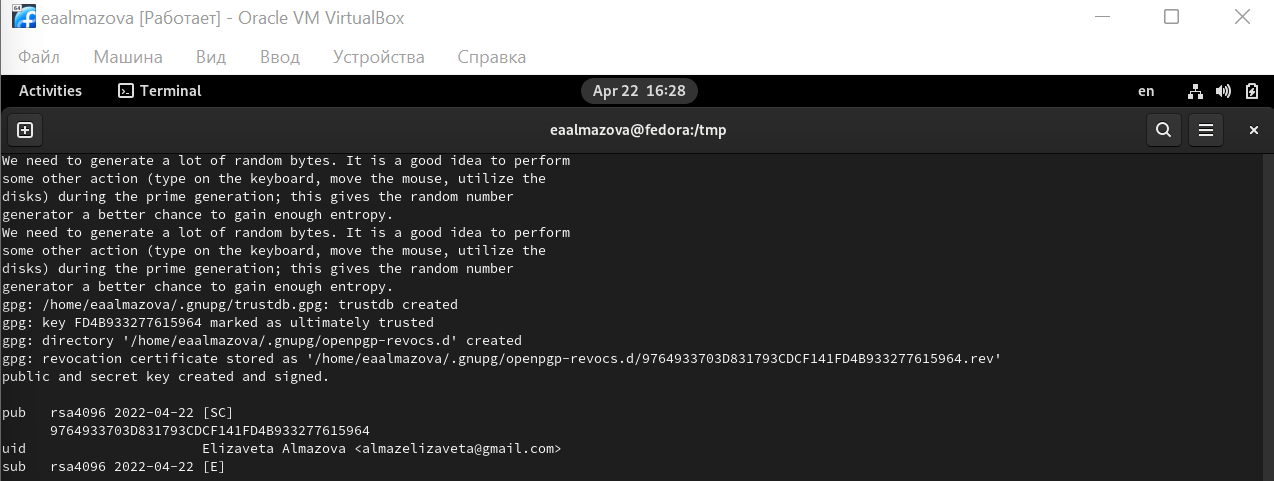 eaalmazova [Работает] - Oracle VM VirtualBox
Файл Машина Вид Ввод Устройства Справка
Activities Terminal Apr 22 16:28 en
eaalmazova@fedora:/tmp
We need to generate a lot of random bytes. It is a good idea to perform
some other action (type on the keyboard, move the mouse, utilize the
disks) during the prime generation; this gives the random number
generator a better chance to gain enough entropy.
We need to generate a lot of random bytes. It is a good idea to perform
some other action (type on the keyboard, move the mouse, utilize the
disks) during the prime generation; this gives the random number
generator a better chance to gain enough entropy.
gpg: /home/eaalmazova/.gnupg/trustdb.gpg: trustdb created
gpg: key FD4B933277615964 marked as ultimately trusted
gpg: directory '/home/eaalmazova/.gnupg/openpgp-revocs.d' created
gpg: revocation certificate stored as '/home/eaalmazova/.gnupg/openpgp-revocs.d/9764933703D831793CDCF141FD4B933277615964.rev'
public and secret key created and signed.
pub   rsa4096 2022-04-22 [SC]
      9764933703D831793CDCF141FD4B933277615964
uid                      Elizaveta Almazova <almazelizaveta@gmail.com>
sub   rsa4096 2022-04-22 [E]